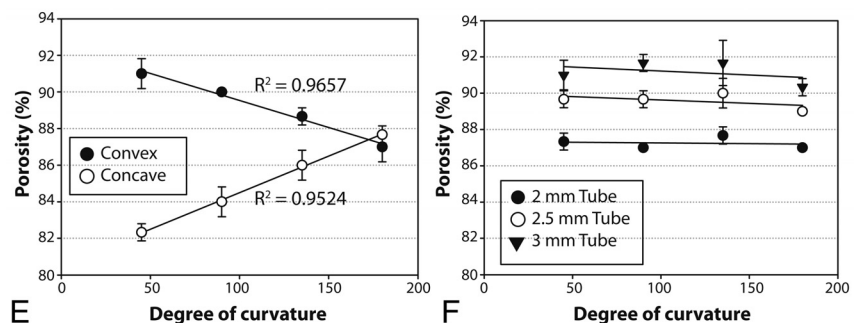 94
92
90
88
86
84
82
80
Porosity (%)
R² = 0.9657
Convex
Concave
R² = 0.9524
0
50
100
150
200
Degree of curvature
E
94
92
90
88
86
84
82
80
Porosity (%)
2 mm Tube
2.5 mm Tube
3 mm Tube
0
50
100
150
200
Degree of curvature
F